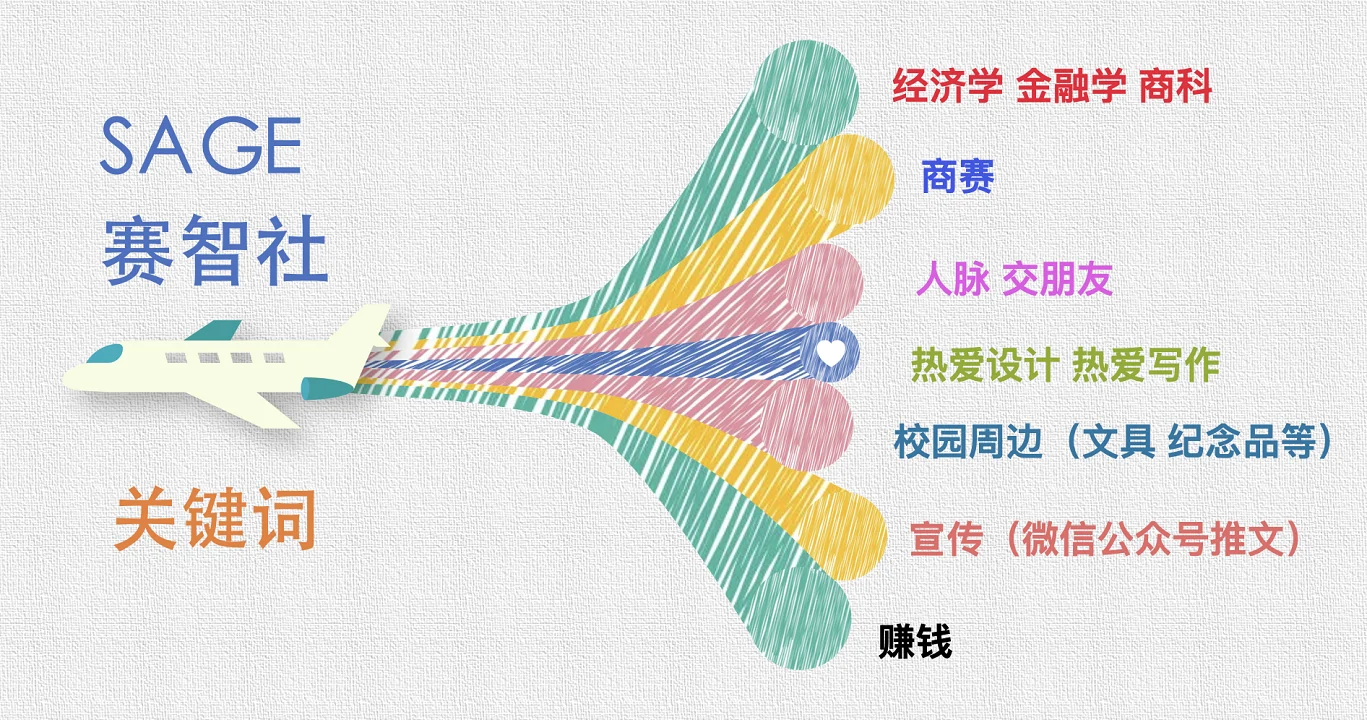 SAGE
赛智社
关键词
经济学 金融学 商科
商赛
人脉 交朋友
热爱设计 热爱写作
校园周边（文具 纪念品等）
宣传（微信公众号推文）
赚钱